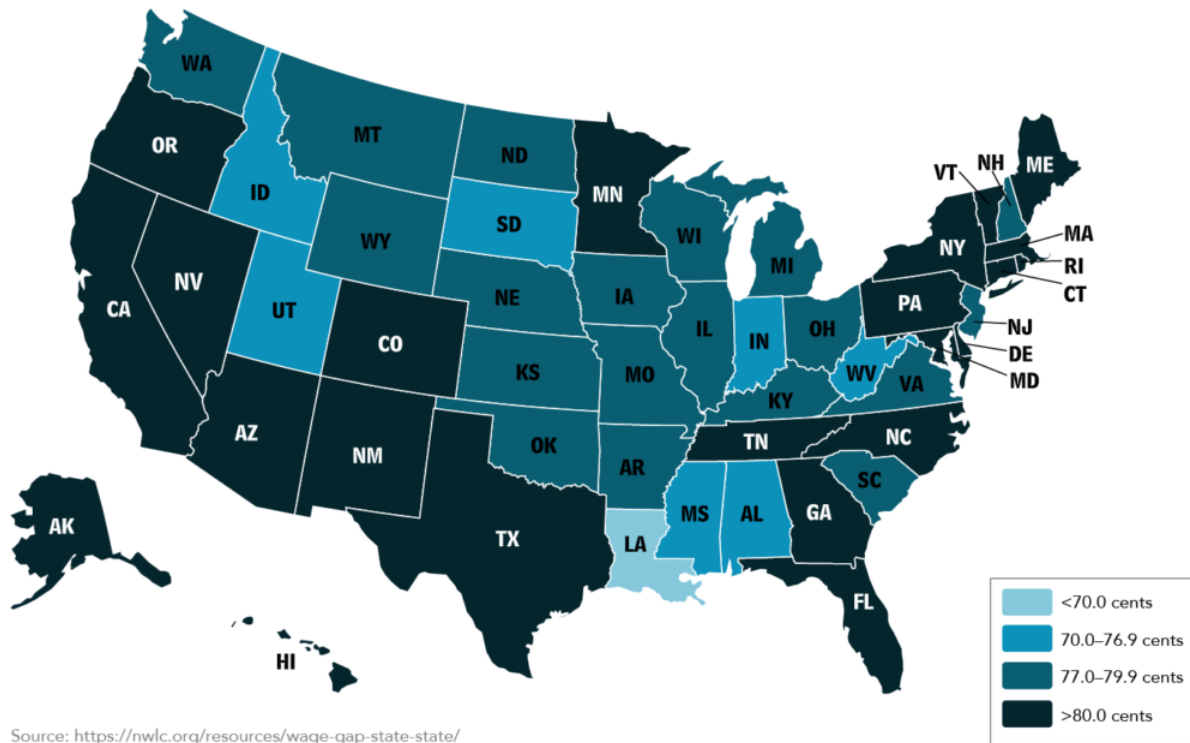 WA
OR
ID
MT
ND
MN
SD
WY
WI
MI
NV
CA
UT
CO
NE
IA
IL
IN
OH
KS
MO
KY
WV
VA
VT
NH
ME
NY
MA
RI
CT
PA
NJ
DE
MD
AZ
NM
OK
AR
TN
NC
SC
TX
LA
MS
AL
GA
FL
AK
HI
<70.0 cents
70.0–76.9 cents
77.0–79.9 cents
>80.0 cents
Source: https://nwlc.org/resources/wage-gap-state-state/